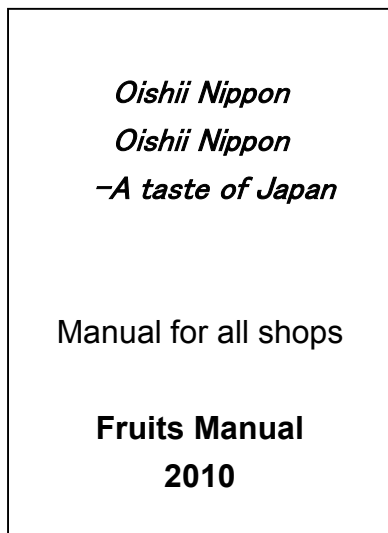 Oishii Nippon
Oishii Nippon
-A taste of Japan
Manual for all shops
Fruits Manual
2010